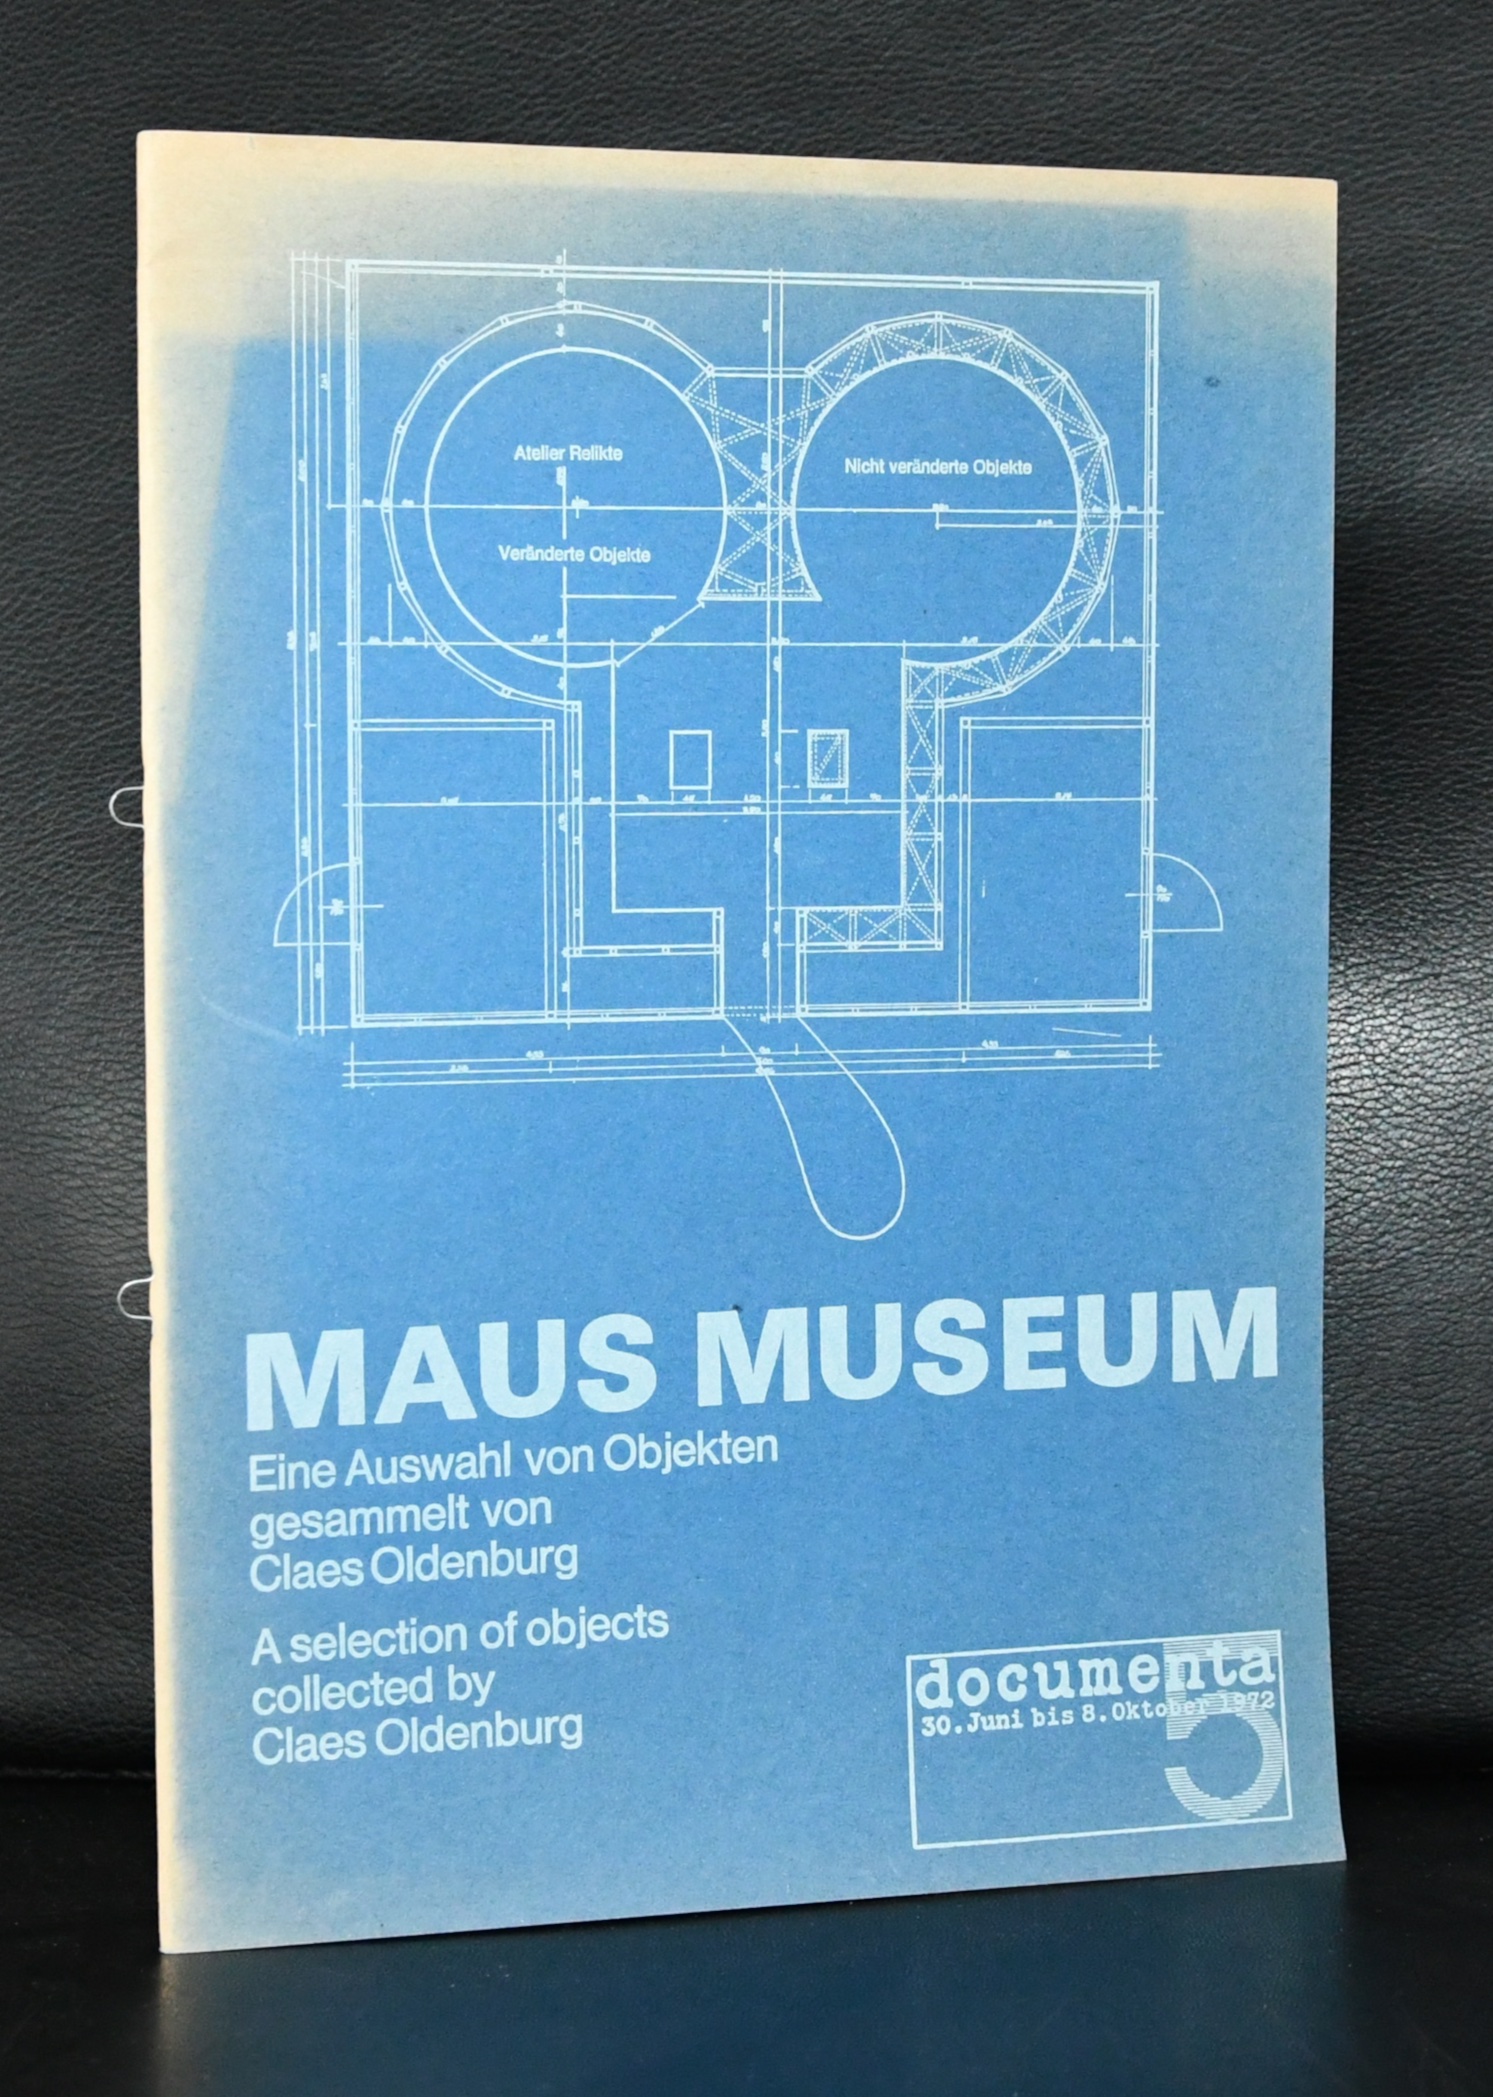 Atelier Relikte
Nicht veränderte Objekte
Veränderte Objekte
MAUS MUSEUM
Eine Auswahl von Objekten
gesammelt von
Claes Oldenburg
A selection of objects
collected by
Claes Oldenburg
documenta
30.Juni bis 8.Oktober 1972
5